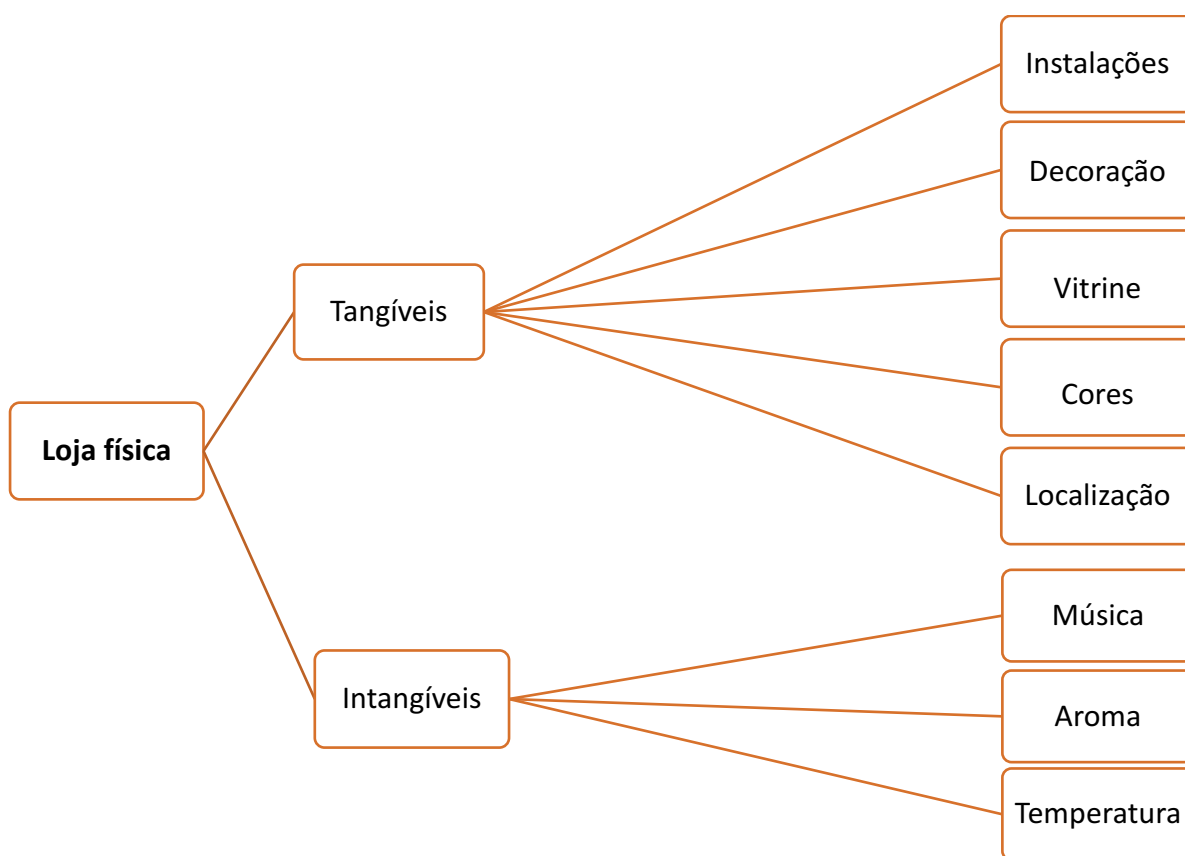 Loja física
Tangíveis
Instalações
Decoração
Vitrine
Cores
Localização
Intangíveis
Música
Aroma
Temperatura